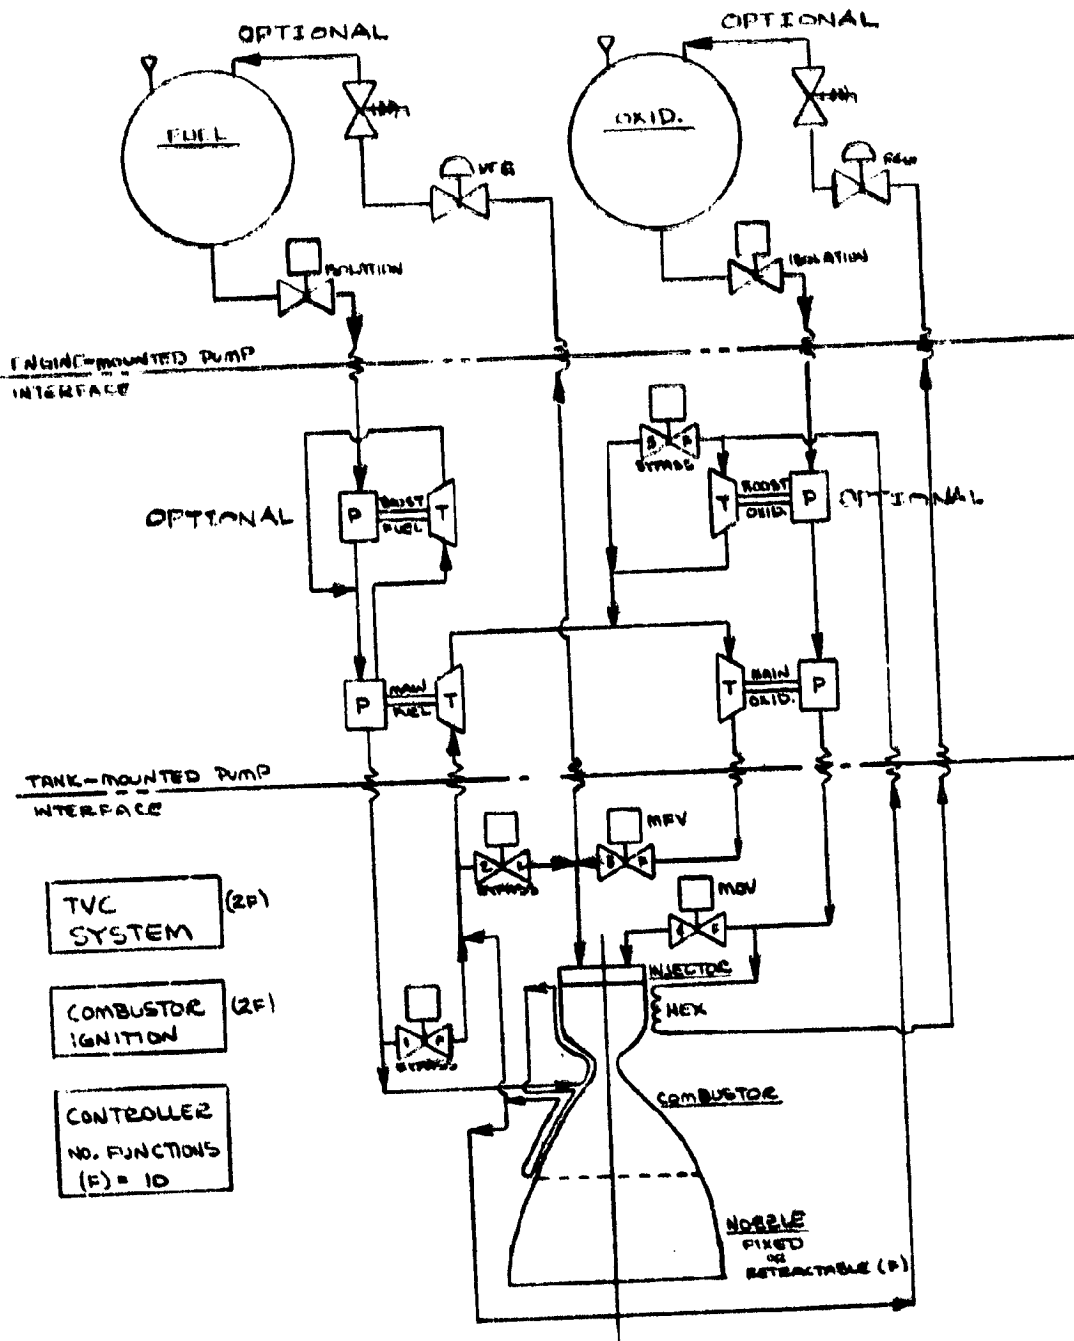 OPTIONAL
OPTIONAL
FUEL
OXID.
ISOLATION
ISOLATION
ENGINE-MOUNTED PUMP
INTERFACE
BYPASS
P
BOOST
FUEL
T
T
BOOST
OXID.
P
OPTIONAL
OPTIONAL
P
MAIN
FUEL
T
T
MAIN
OXID.
P
TANK-MOUNTED PUMP
INTERFACE
BYPASS
MFV
MOV
TVC
SYSTEM
(2F)
INJECTOR
HEX
COMBUSTOR
IGNITION
(2F)
BYPASS
COMBUSTOR
CONTROLLER
NO. FUNCTIONS
(F) = 10
NOZZLE
FIXED
OR
RETRACTABLE (F)